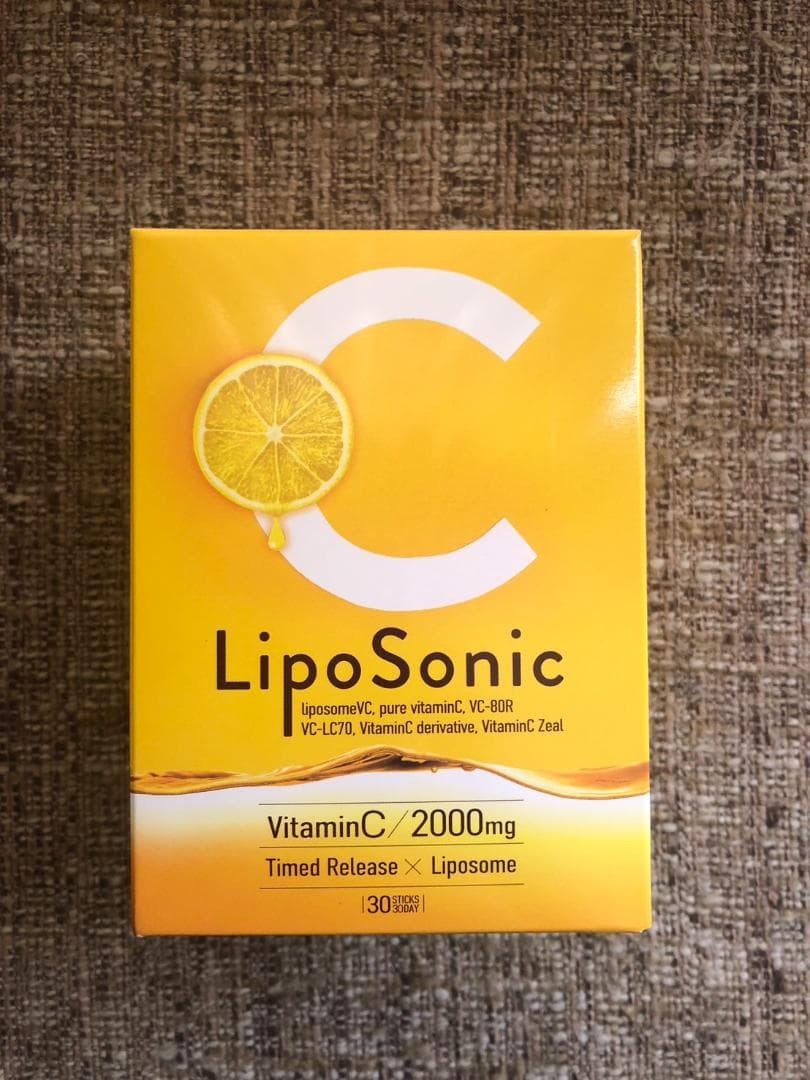 C
LipoSonic
liposomeVC, pure vitaminC, VC-80R
VC-LC70, VitaminC derivative, VitaminC Zeal
VitaminC/2000mg
Timed Release × Liposome
30 STICKS
30DAY